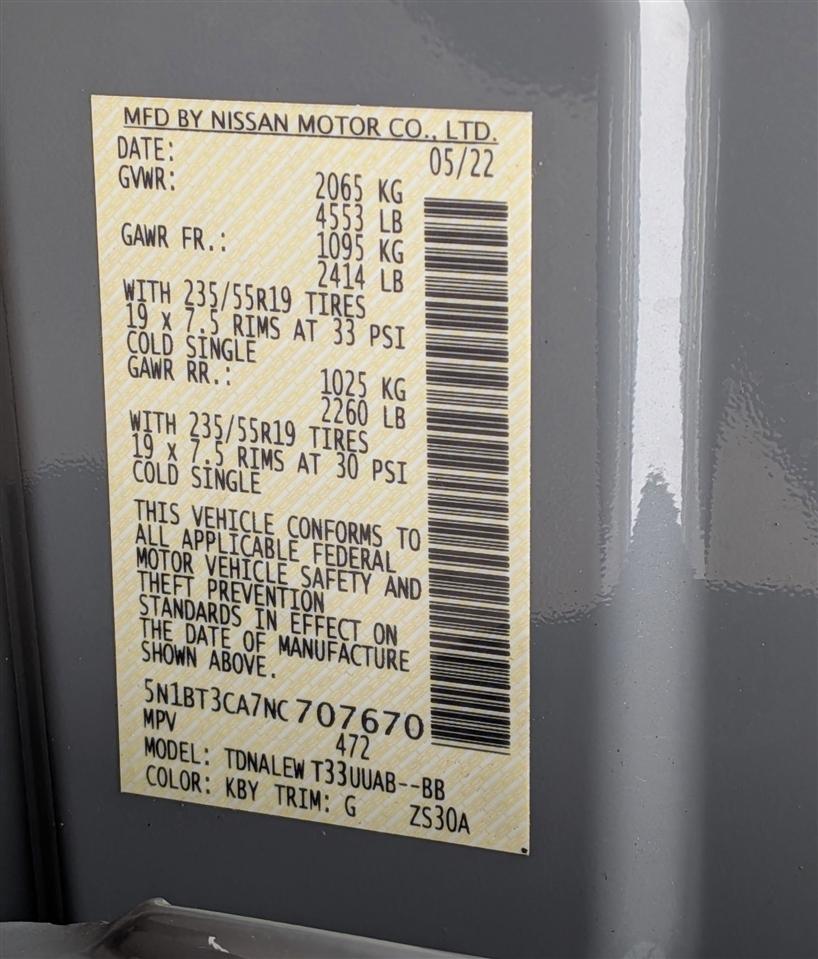 MFD BY NISSAN MOTOR CO., LTD.
DATE: 05/22
GVWR: 2065 KG
4553 LB
GAWR FR.: 1095 KG
2414 LB
WITH 235/55R19 TIRES
19 x 7.5 RIMS AT 33 PSI
COLD SINGLE
GAWR RR.: 1025 KG
2260 LB
WITH 235/55R19 TIRES
19 x 7.5 RIMS AT 30 PSI
COLD SINGLE
THIS VEHICLE CONFORMS TO
ALL APPLICABLE FEDERAL
MOTOR VEHICLE SAFETY AND
THEFT PREVENTION
STANDARDS IN EFFECT ON
THE DATE OF MANUFACTURE
SHOWN ABOVE.
5N1BT3CA7NC707670
MPV 472
MODEL: TDNALEW T33UUAB--BB
COLOR: KBY TRIM: G ZS30A